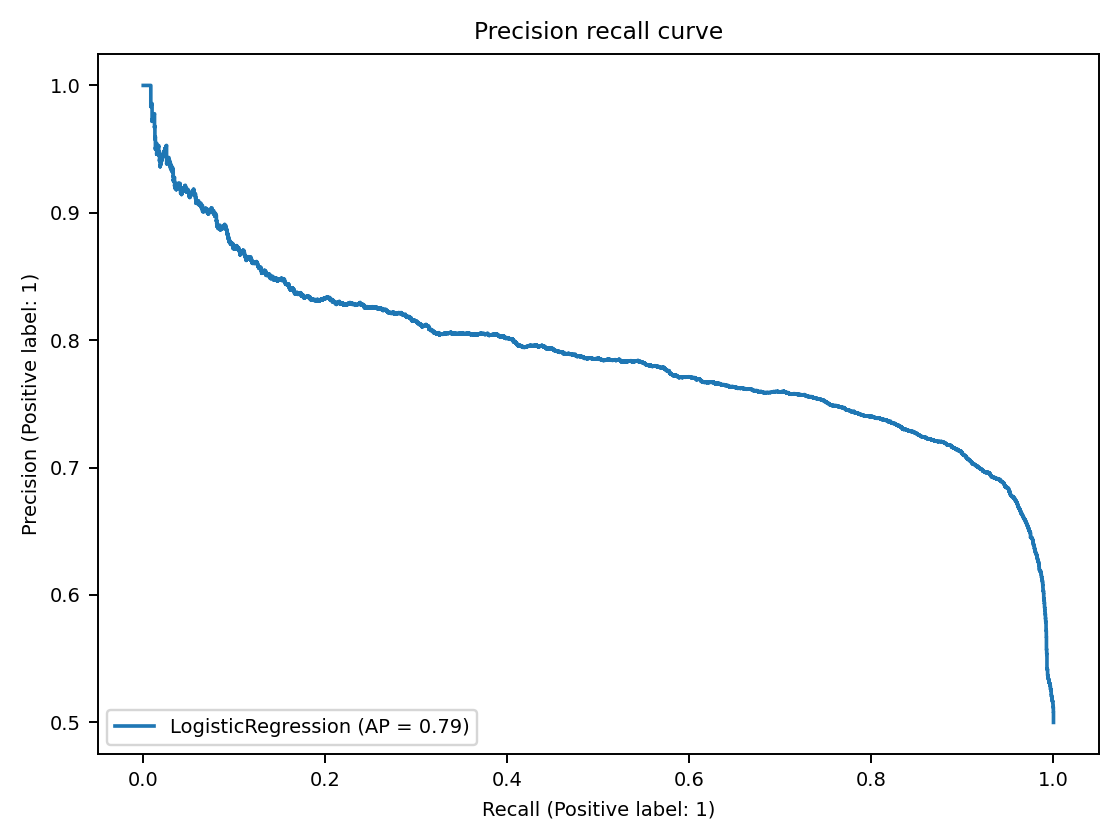 Precision recall curve
1.0
0.9
0.8
0.7
0.6
0.5
Precision (Positive label: 1)
LogisticRegression (AP = 0.79)
0.0 0.2 0.4 0.6 0.8 1.0
Recall (Positive label: 1)